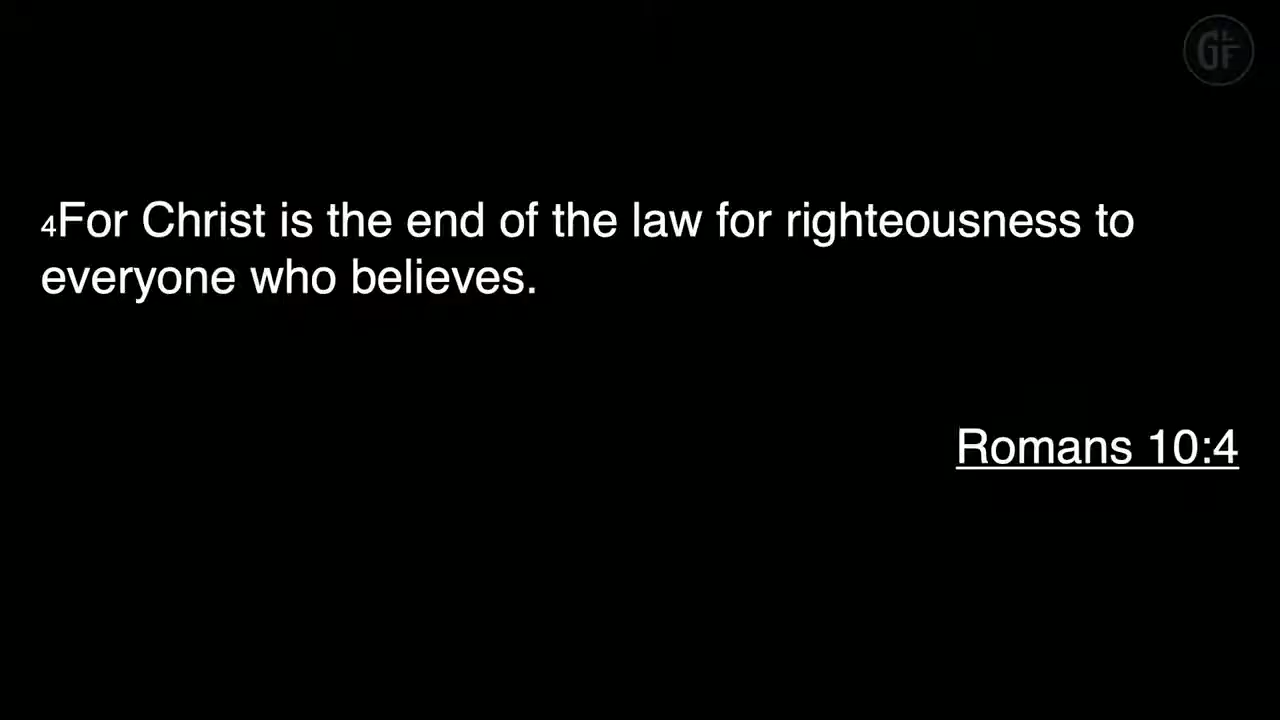 4For Christ is the end of the law for righteousness to
everyone who believes.
Romans 10:4